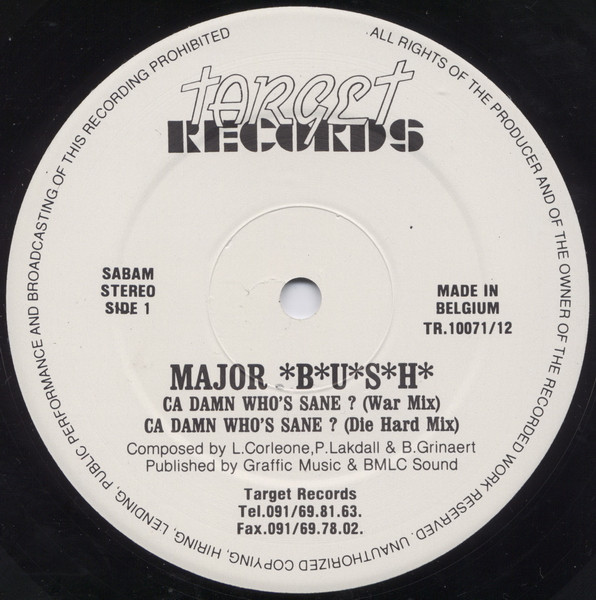 UNAUTHORIZED COPYING, HIRING, LENDING, PUBLIC PERFORMANCE AND BROADCASTING OF THIS RECORDING PROHIBITED
ALL RIGHTS OF THE PRODUCER AND OF THE OWNER OF THE RECORDED WORK RESERVED.
TARGET
RECORDS
SABAM
STEREO
SIDE 1
MADE IN
BELGIUM
TR.10071/12
MAJOR *B*U*S*H*
CA DAMN WHO'S SANE ? (War Mix)
CA DAMN WHO'S SANE ? (Die Hard Mix)
Composed by L.Corleone,P.Lakdall & B.Grinaert
Published by Graffic Music & BMLC Sound
Target Records
Tel.091/69.81.63.
Fax.091/69.78.02.